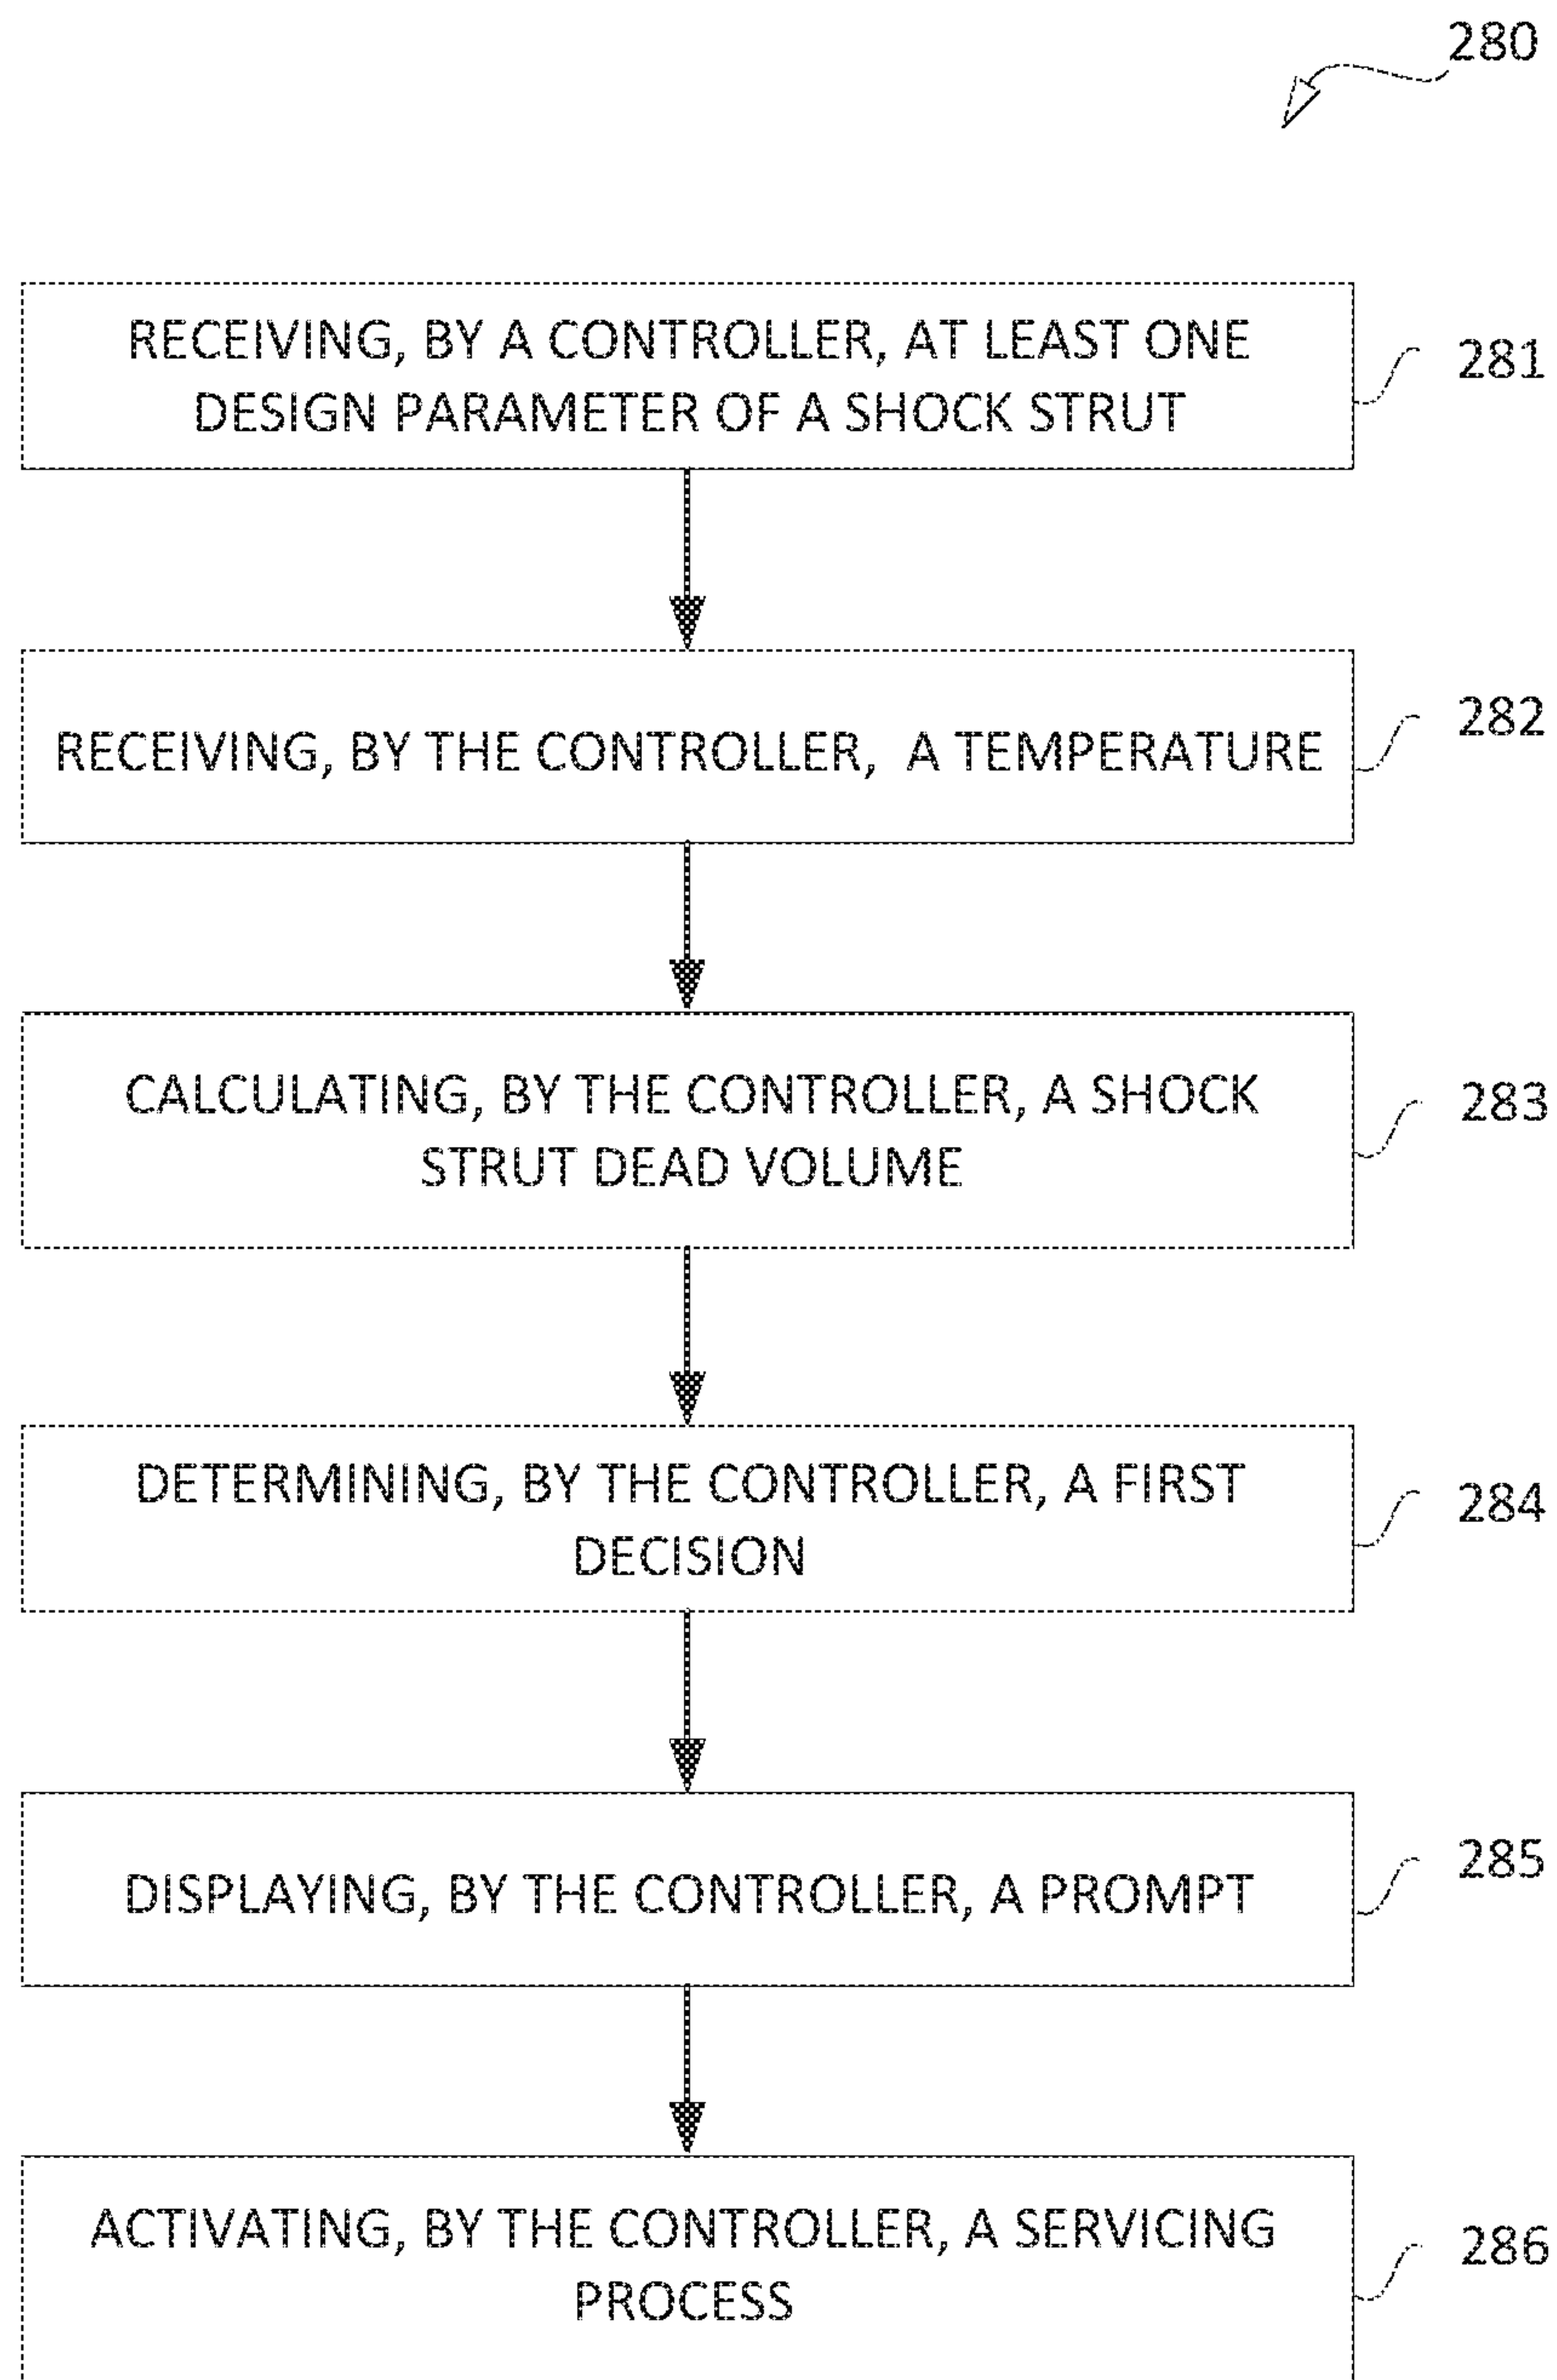 280
RECEIVING, BY A CONTROLLER, AT LEAST ONE
DESIGN PARAMETER OF A SHOCK STRUT
281
RECEIVING, BY THE CONTROLLER, A TEMPERATURE
282
CALCULATING, BY THE CONTROLLER, A SHOCK
STRUT DEAD VOLUME
283
DETERMINING, BY THE CONTROLLER, A FIRST
DECISION
284
DISPLAYING, BY THE CONTROLLER, A PROMPT
285
ACTIVATING, BY THE CONTROLLER, A SERVICING
PROCESS
286